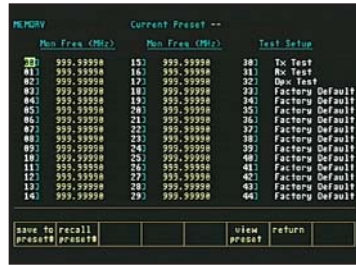 MEMORY Current Preset --
Mon Freq (MHz) Mon Freq (MHz) Test Setup
00] 999.99990 15] 999.99990 30] Tx Test
01] 999.99990 16] 999.99990 31] Rx Test
02] 999.99990 17] 999.99990 32] Dpx Test
03] 999.99990 18] 999.99990 33] Factory Default
04] 999.99990 19] 999.99990 34] Factory Default
05] 999.99990 20] 999.99990 35] Factory Default
06] 999.99990 21] 999.99990 36] Factory Default
07] 999.99990 22] 999.99990 37] Factory Default
08] 999.99990 23] 999.99990 38] Factory Default
09] 999.99990 24] 999.99990 39] Factory Default
10] 999.99990 25] 999.99990 40] Factory Default
11] 999.99990 26] 999.99990 41] Factory Default
12] 999.99990 27] 999.99990 42] Factory Default
13] 999.99990 28] 999.99990 43] Factory Default
14] 999.99990 29] 999.99990 44] Factory Default
save to preset# recall preset# view preset return